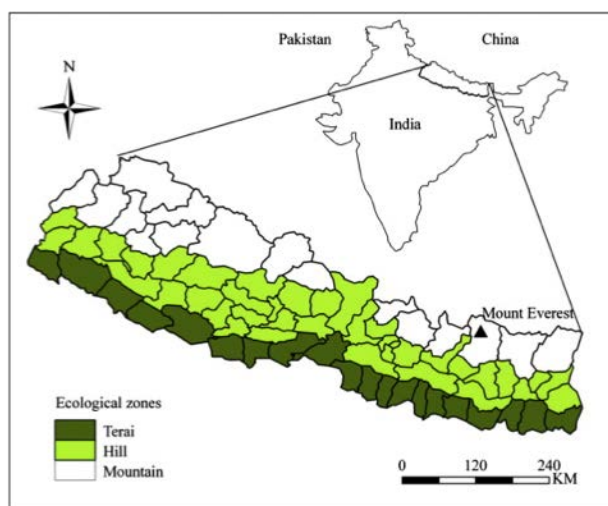 Pakistan
China
N
India
Mount Everest
Ecological zones
Terai
Hill
Mountain
0 120 240
KM